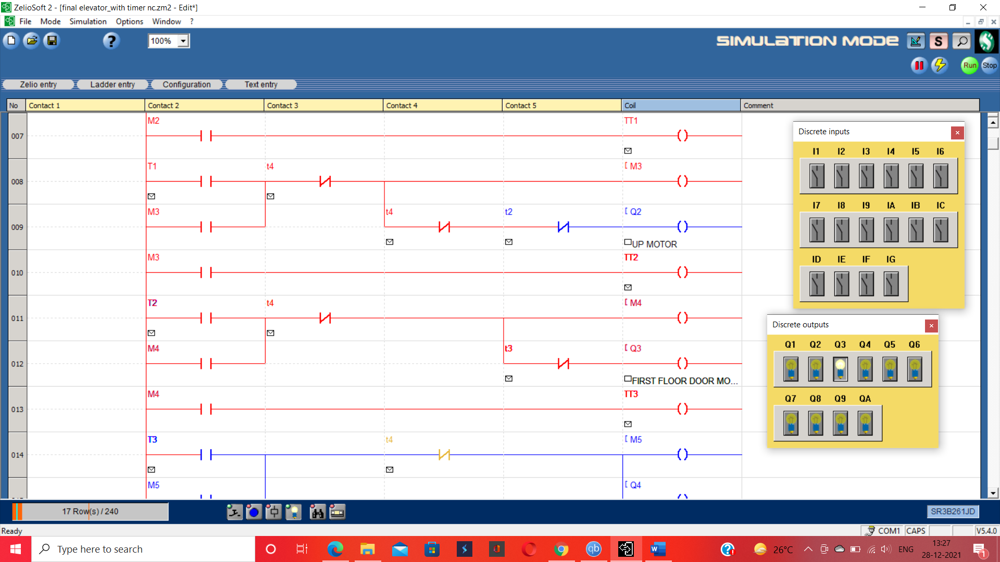 ZelioSoft 2 - [final elevator_with timer nc.zm2 - Edit*]
File Mode Simulation Options Window ?
100%
SIMULATION MODE
S
Run Stop
Zelio entry Ladder entry Configuration Text entry
No Contact 1 Contact 2 Contact 3 Contact 4 Contact 5 Coil Comment
M2 TT1
007
T1 t4 [ M3
008
M3 t4 t2 [ Q2
009
UP MOTOR
M3 TT2
010
T2 t4 [ M4
011
M4 t3 [ Q3
012
FIRST FLOOR DOOR MO...
M4 TT3
013
T3 t4 [ M5
014
M5 [ Q4
Discrete inputs
I1 I2 I3 I4 I5 I6
I7 I8 I9 IA IB IC
ID IE IF IG
Discrete outputs
Q1 Q2 Q3 Q4 Q5 Q6
Q7 Q8 Q9 QA
17 Row(s) / 240
SR3B261JD
Ready
COM1 CAPS V5.4.0
Type here to search
qb
W
26°C
ENG
13:27
28-12-2021
1